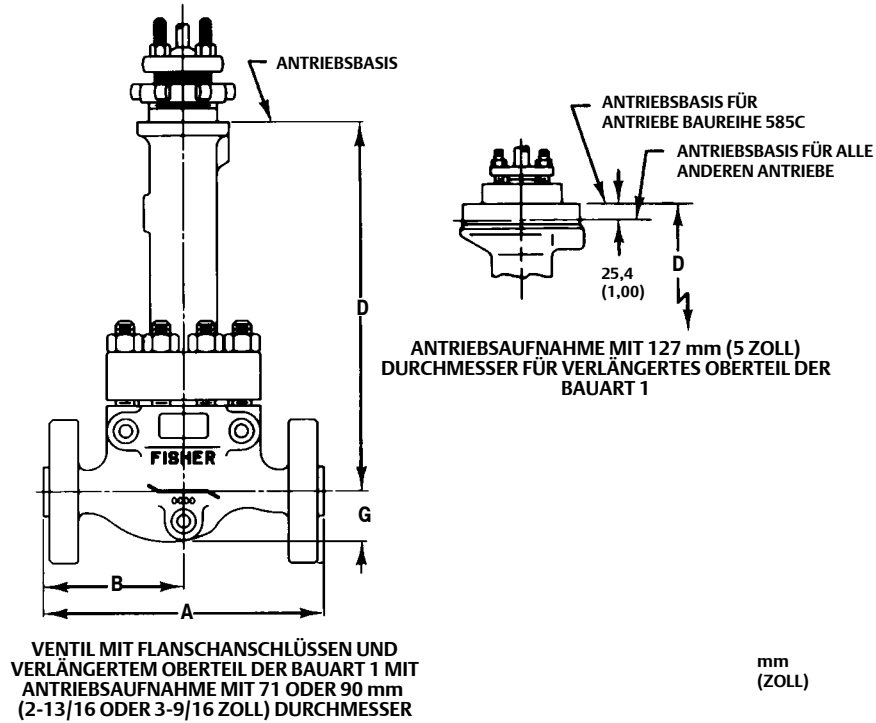 ANTRIEBSBASIS
ANTRIEBSBASIS FÜR
ANTRIEBE BAUREIHE 585C
ANTRIEBSBASIS FÜR ALLE
ANDEREN ANTRIEBE
D
25,4
(1,00)
D
ANTRIEBSAUFNAHME MIT 127 mm (5 ZOLL)
DURCHMESSER FÜR VERLÄNGERTES OBERTEIL DER
BAUART 1
FISHER
G
B
A
VENTIL MIT FLANSCHANSCHLÜSSEN UND
VERLÄNGERTEM OBERTEIL DER BAUART 1 MIT
ANTRIEBSAUFNAHME MIT 71 ODER 90 mm
(2-13/16 ODER 3-9/16 ZOLL) DURCHMESSER
mm
(ZOLL)